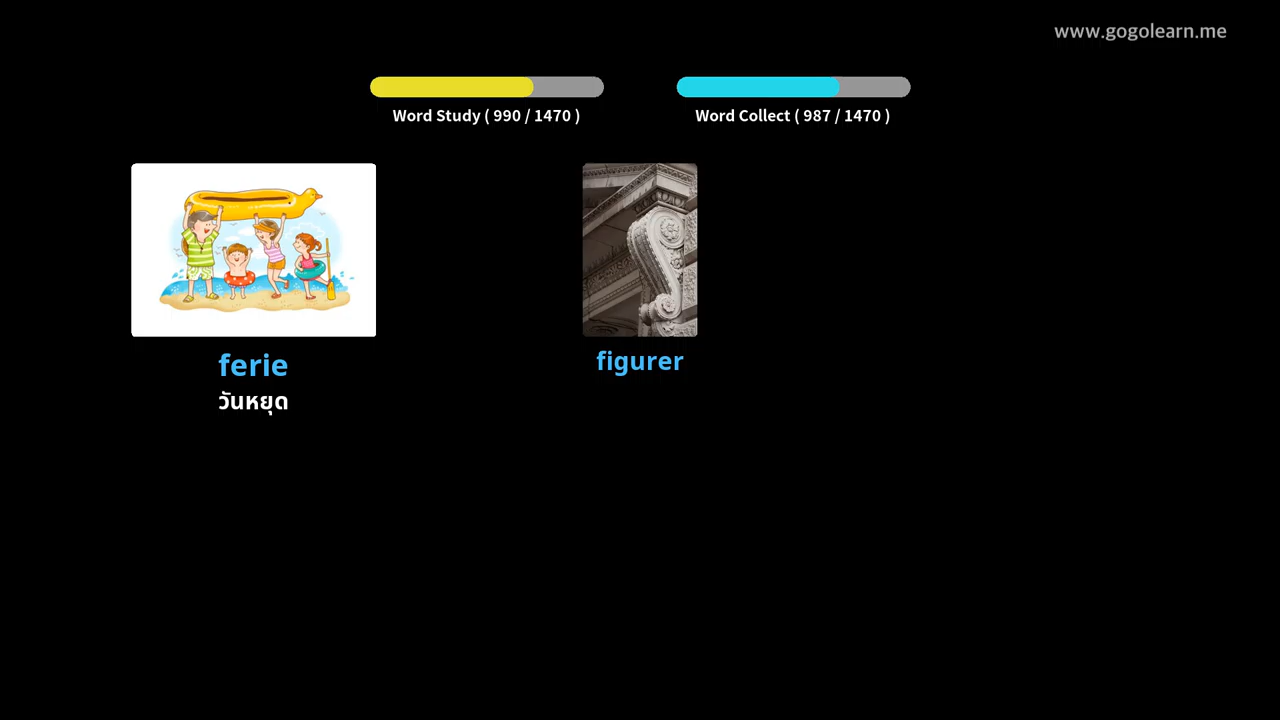 www.gogolearn.me
Word Study ( 990 / 1470 )
Word Collect ( 987 / 1470 )
ferie
วันหยุด
figurer